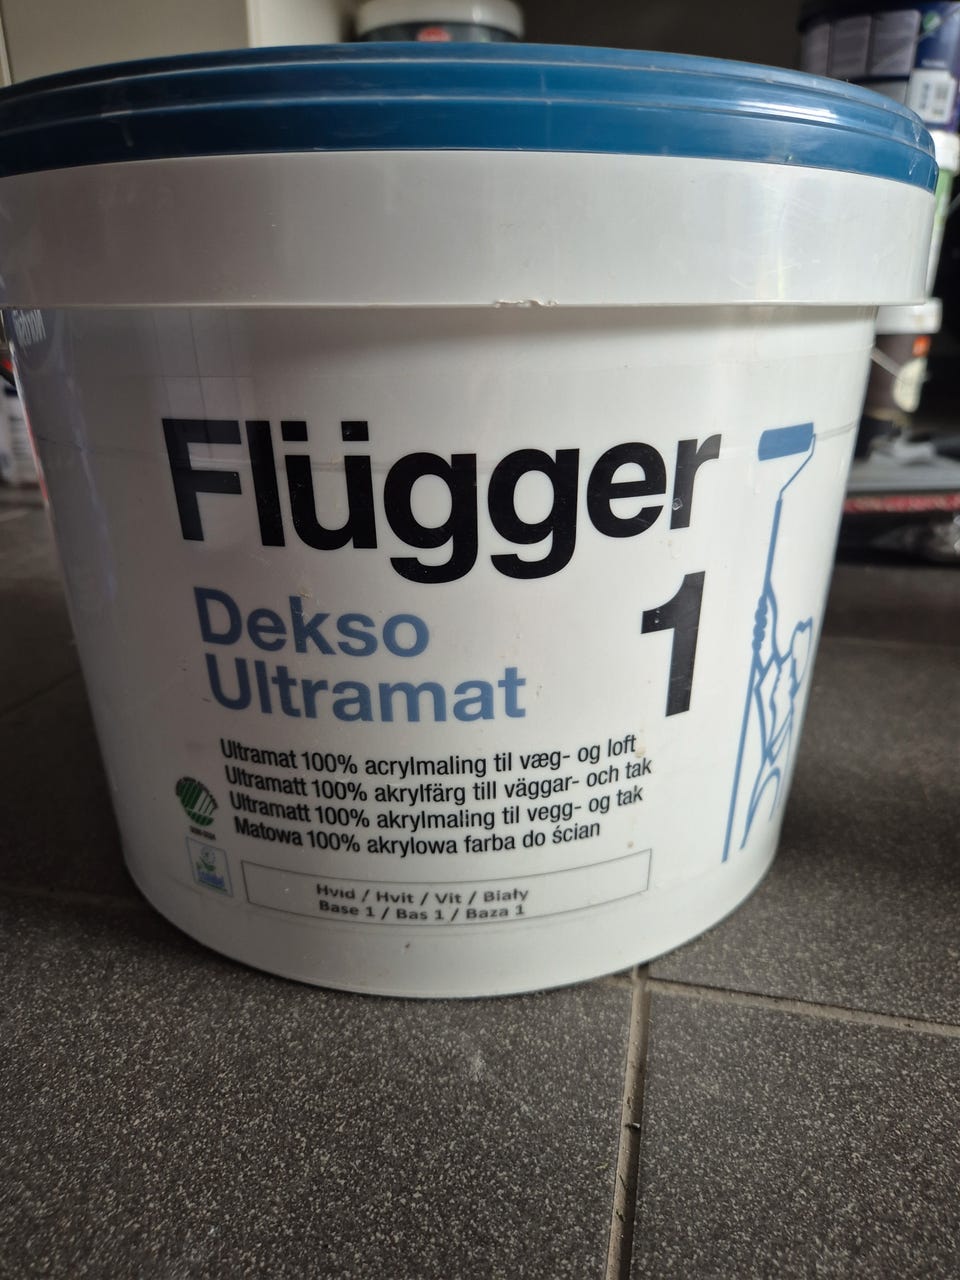 Flügger
Dekso
Ultramat
1
Ultramat 100% acrylmaling til væg- og loft
Ultramatt 100% akrylfärg till väggar- och tak
Ultramatt 100% akrylmaling til vegg- og tak
Matowa 100% akrylowa farba do ścian
Hvid / Hvit / Vit / Biały
Base 1 / Bas 1 / Baza 1